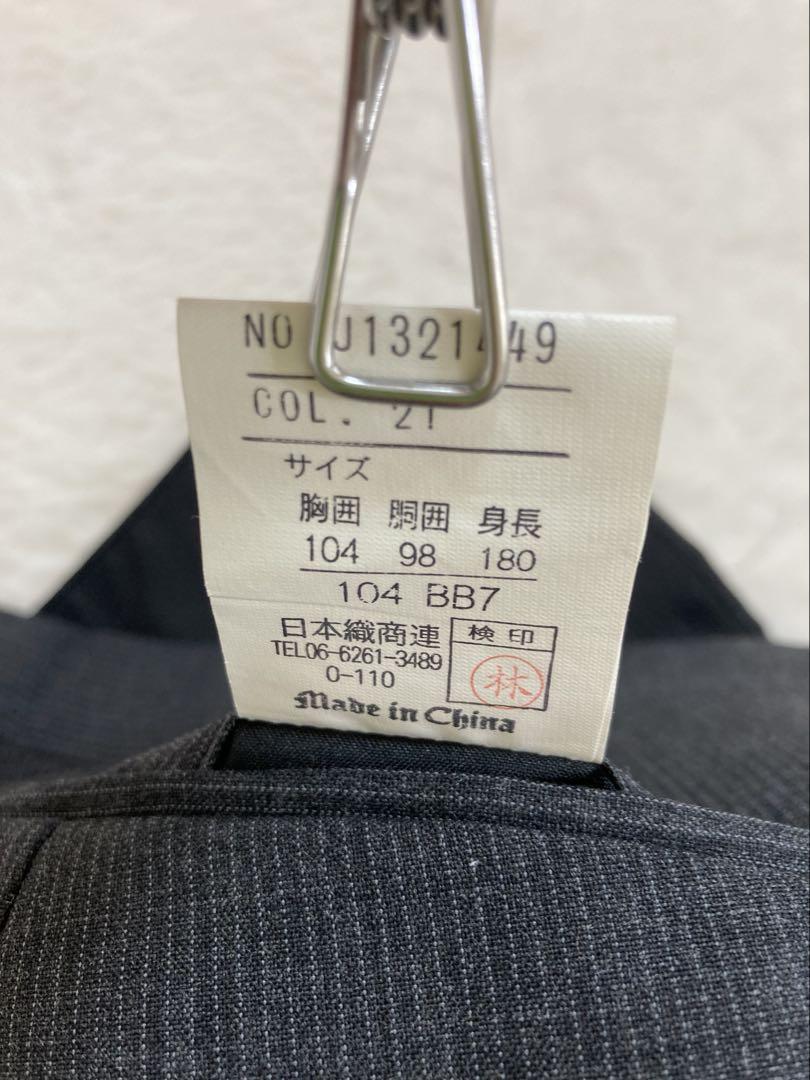 NO J1321449
COL. 21
サイズ
胸囲 胴囲 身長
104 98 180
104 BB7
日本織商連
TEL06-6261-3489
0-110
検印
林
Made in China